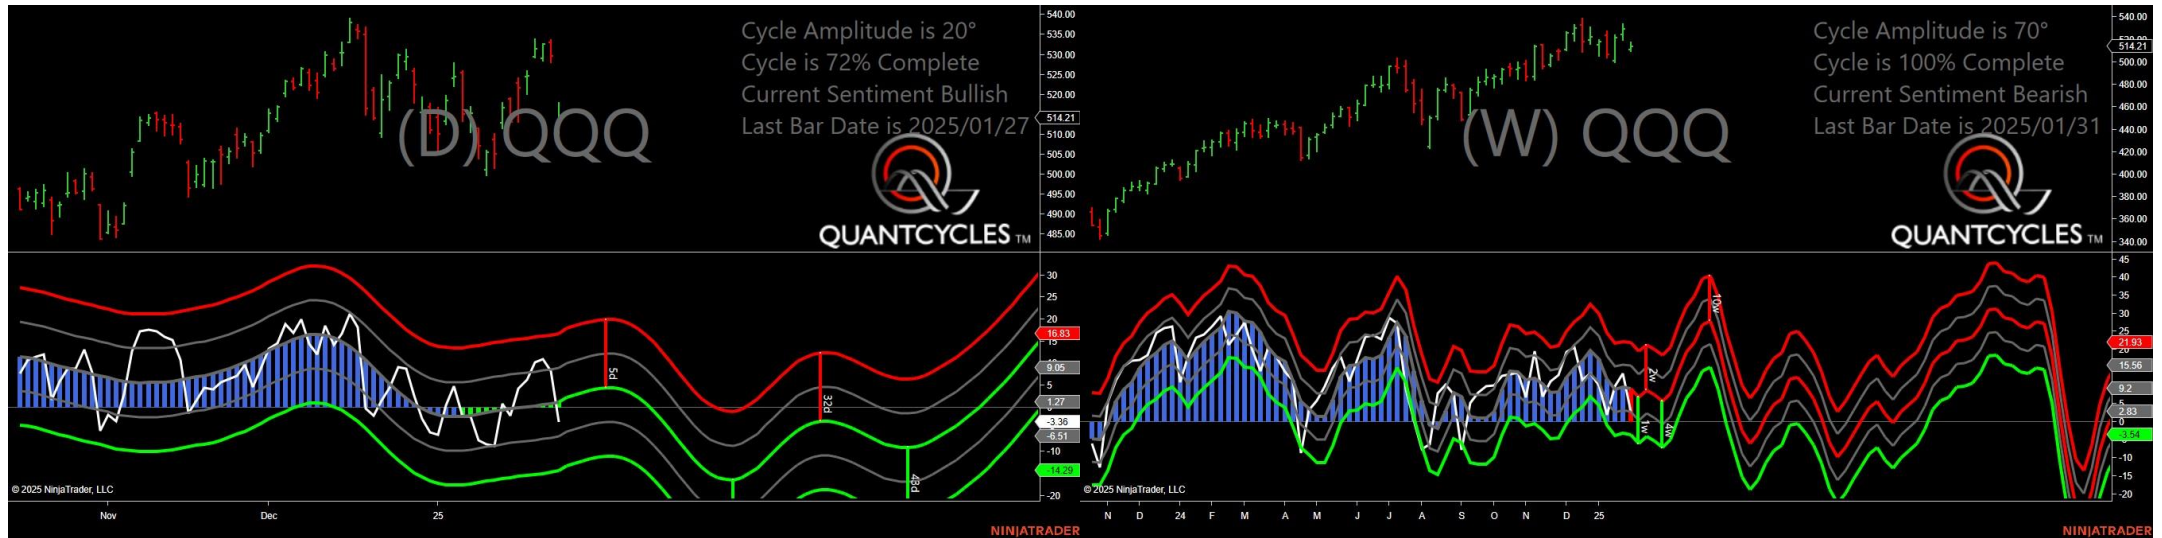 Cycle Amplitude is 20°
Cycle is 72% Complete
Current Sentiment Bullish
Last Bar Date is 2025/01/27
(D) QQQ
QUANTCYCLES TM
540.00
535.00
530.00
525.00
520.00
514.21
510.00
505.00
500.00
495.00
490.00
485.00
30
25
20
16.83
15
9.05
5
1.27
0
-3.36
-6.51
-10
-14.29
-20
5d
32d
48d
© 2025 NinjaTrader, LLC
Nov
Dec
25
NINJATRADER
Cycle Amplitude is 70°
Cycle is 100% Complete
Current Sentiment Bearish
Last Bar Date is 2025/01/31
(W) QQQ
QUANTCYCLES TM
540.00
520.00
514.21
500.00
480.00
460.00
440.00
420.00
400.00
380.00
360.00
340.00
45
40
35
30
25
21.93
20
15.56
9.2
2.83
0
-3.54
-10
-15
-20
2w
1w
4w
10w
© 2025 NinjaTrader, LLC
N
D
24
F
M
A
M
J
J
A
S
O
N
D
25
NINJATRADER